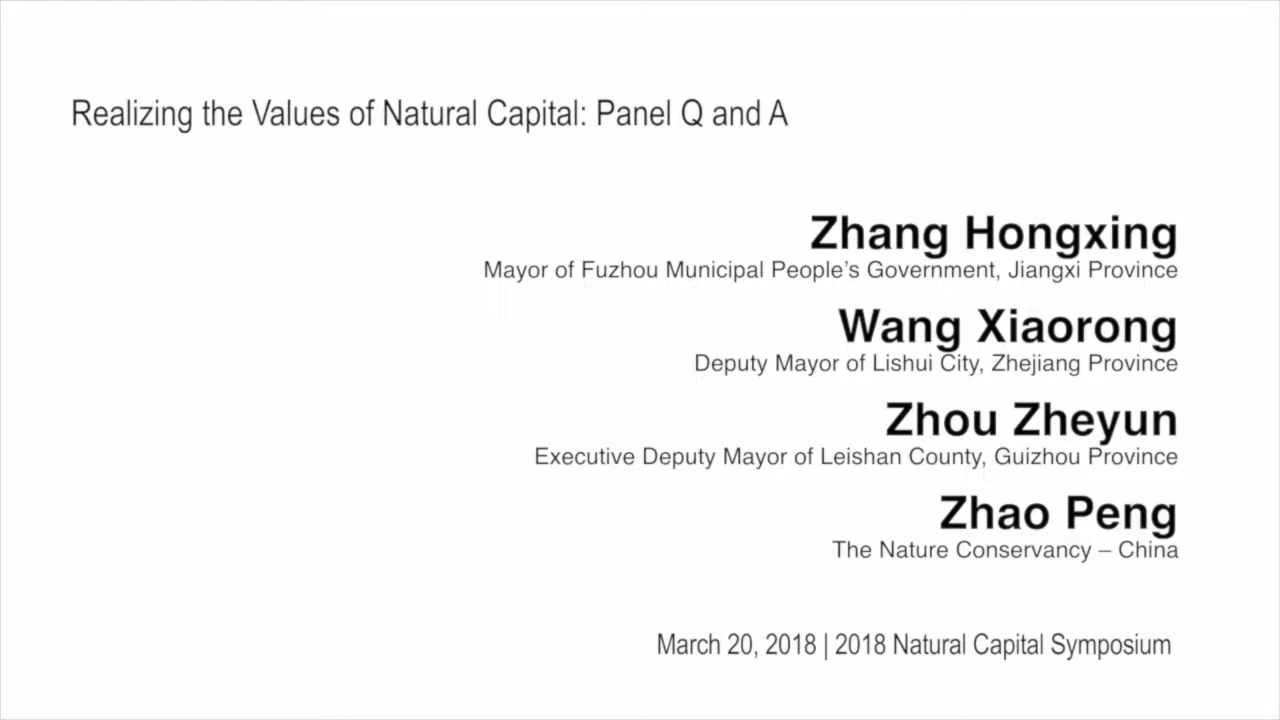 Realizing the Values of Natural Capital: Panel Q and A
Zhang Hongxing
Mayor of Fuzhou Municipal People’s Government, Jiangxi Province
Wang Xiaorong
Deputy Mayor of Lishui City, Zhejiang Province
Zhou Zheyun
Executive Deputy Mayor of Leishan County, Guizhou Province
Zhao Peng
The Nature Conservancy – China
March 20, 2018 | 2018 Natural Capital Symposium